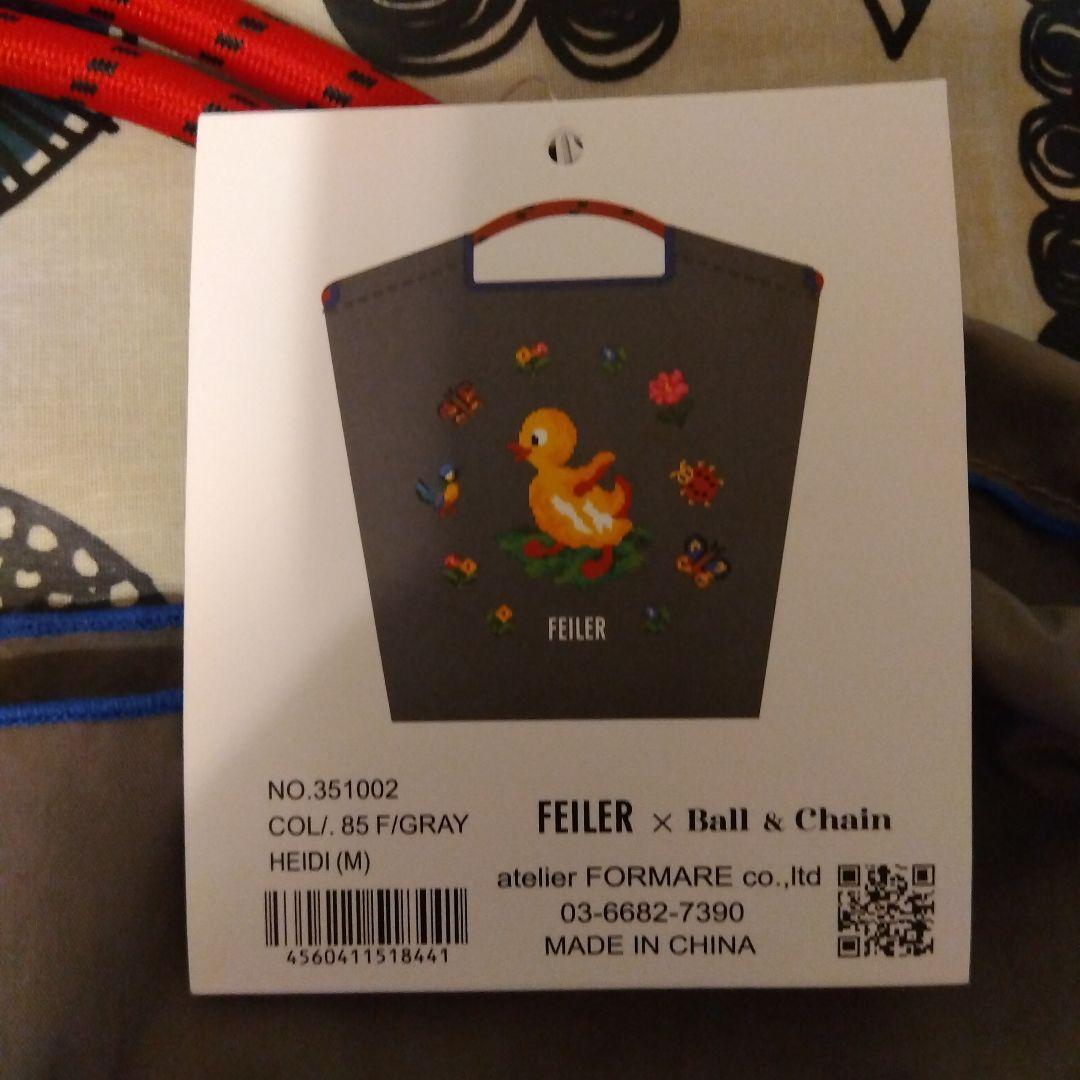 FEILER
NO.351002
COL/. 85 F/GRAY
HEIDI (M)
4560411518441
FEILER × Ball & Chain
atelier FORMARE co.,ltd
03-6682-7390
MADE IN CHINA